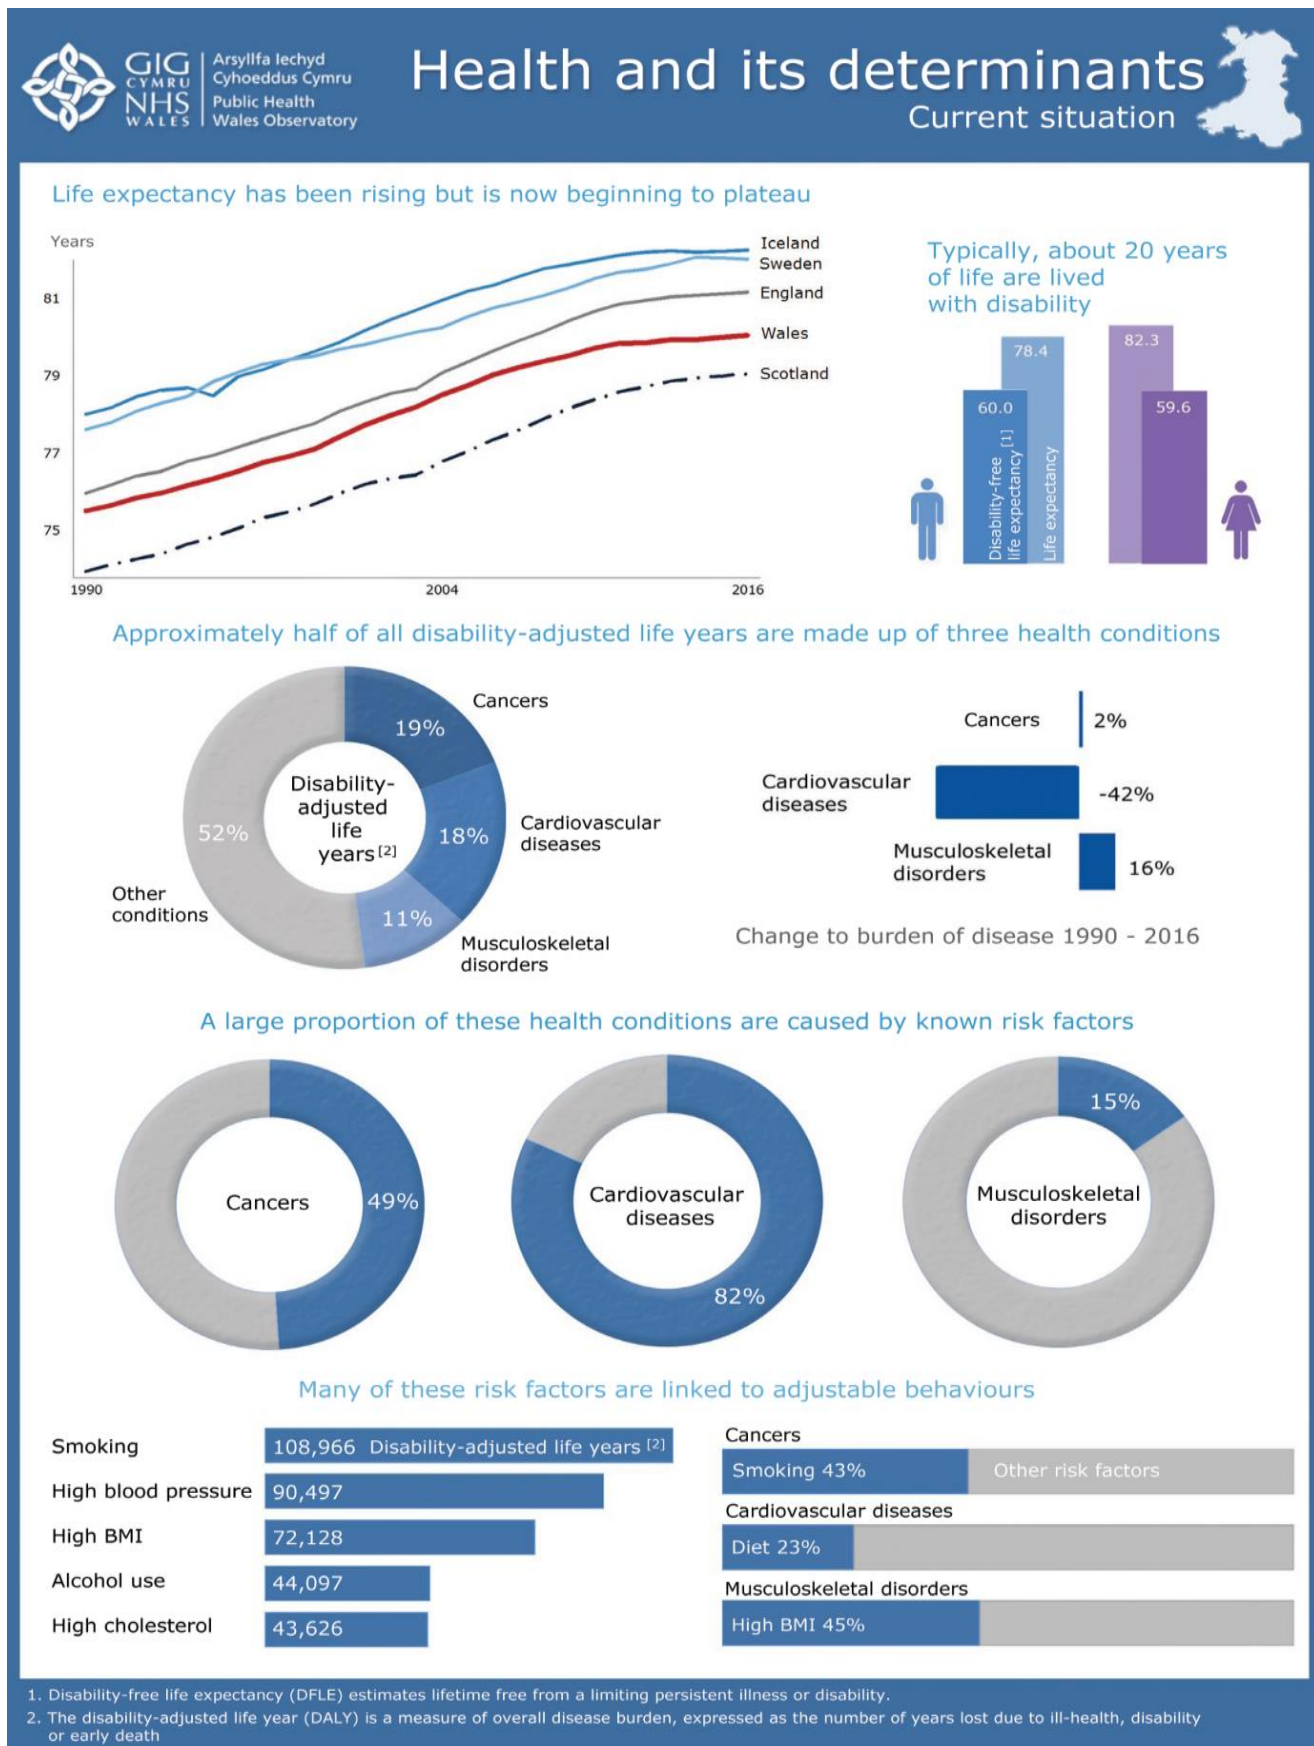 GIG
CYMRU
NHS
WALES
Arsyllfa Iechyd
Cyhoeddus Cymru
Public Health
Wales Observatory
Health and its determinants
Current situation
Life expectancy has been rising but is now beginning to plateau
Years
81
79
77
75
1990
2004
2016
Iceland
Sweden
England
Wales
Scotland
Typically, about 20 years
of life are lived
with disability
60.0
Disability-free
life expectancy [1]
78.4
Life expectancy
82.3
59.6
Approximately half of all disability-adjusted life years are made up of three health conditions
Disability-
adjusted
life
years [2]
Cancers
19%
Cardiovascular
diseases
18%
Musculoskeletal
disorders
11%
Other
conditions
52%
Cancers
2%
Cardiovascular
diseases
-42%
Musculoskeletal
disorders
16%
Change to burden of disease 1990 - 2016
A large proportion of these health conditions are caused by known risk factors
Cancers
49%
Cardiovascular
diseases
82%
Musculoskeletal
disorders
15%
Many of these risk factors are linked to adjustable behaviours
Smoking
108,966 Disability-adjusted life years [2]
High blood pressure
90,497
High BMI
72,128
Alcohol use
44,097
High cholesterol
43,626
Cancers
Smoking 43%
Other risk factors
Cardiovascular diseases
Diet 23%
Musculoskeletal disorders
High BMI 45%
1. Disability-free life expectancy (DFLE) estimates lifetime free from a limiting persistent illness or disability.
2. The disability-adjusted life year (DALY) is a measure of overall disease burden, expressed as the number of years lost due to ill-health, disability
or early death